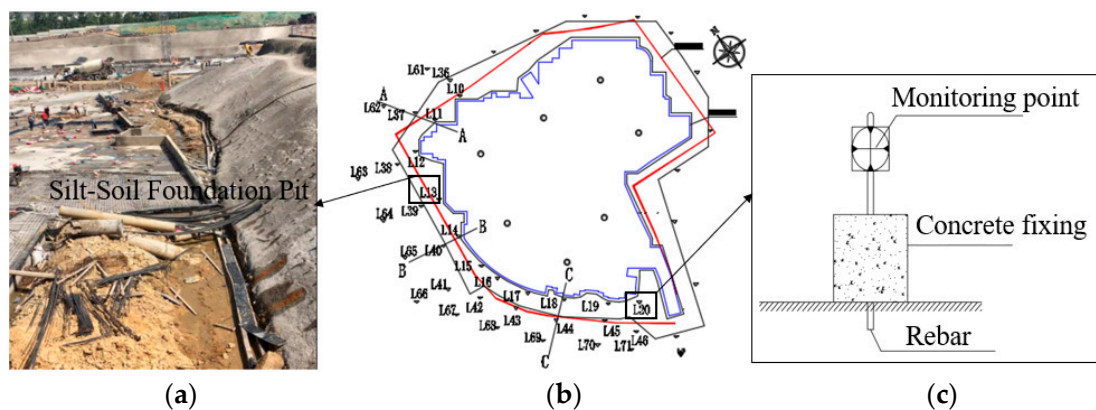 Silt-Soil Foundation Pit
(a)
N
L61
L36
L10
A
L62
L37
L11
A
L12
L63
L38
L13
L39
L64
L14
B
L65
L40
B
L15
L16
C
L41
L17
L18
L19
L20
L66
L42
L67
L43
L44
L45
L46
L69
L70
L71
C
(b)
Monitoring point
Concrete fixing
Rebar
(c)